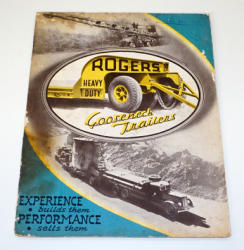 ROGERS
HEAVY
DUTY
Gooseneck
Trailers
EXPERIENCE
• builds them
PERFORMANCE
• sells them